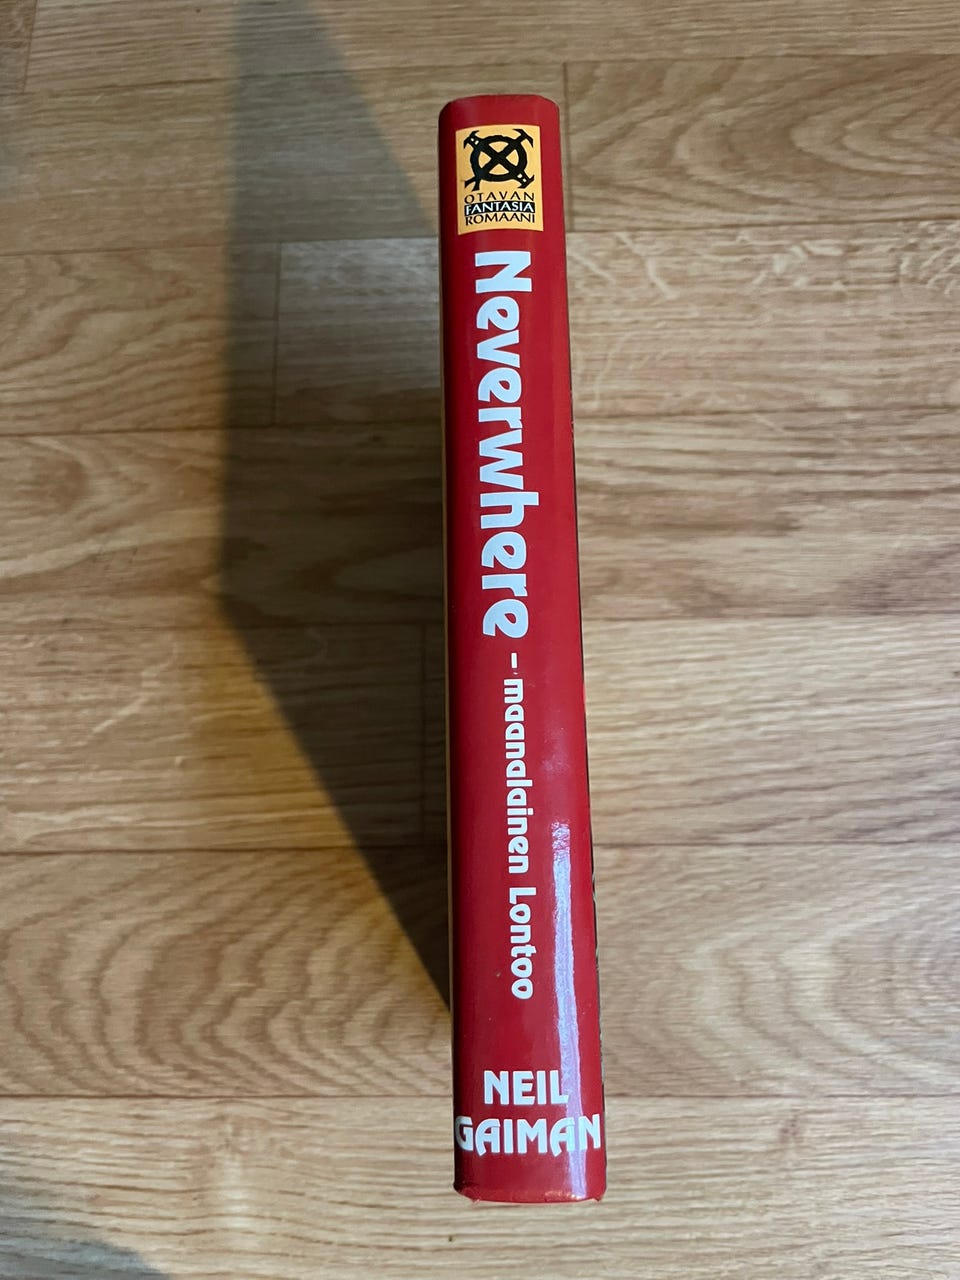 OTAVAN
FANTASIA
ROMAANI
Neverwhere – maanalainen Lontoo
NEIL
GAIMAN